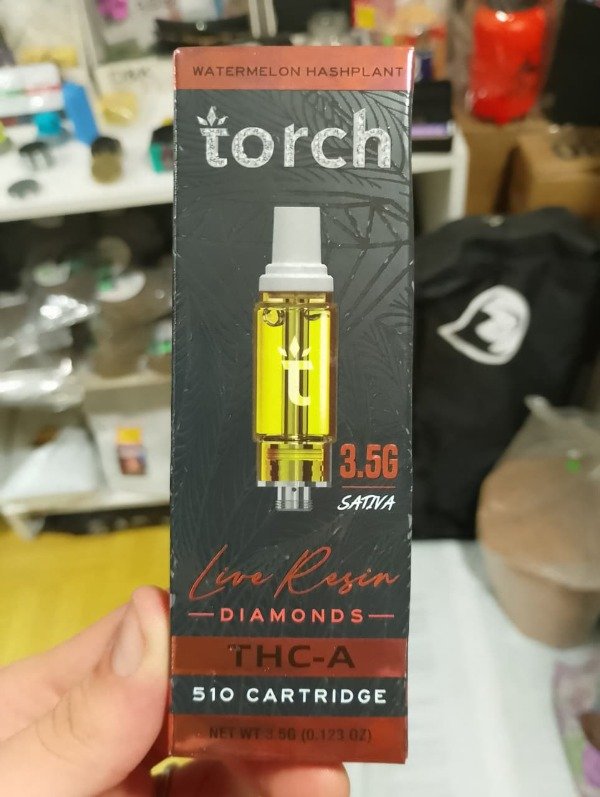 WATERMELON HASHPLANT
torch
t
3.5G
SATIVA
Live Resin
DIAMONDS
THC-A
510 CARTRIDGE
NET WT 3.5G (0.123 OZ)